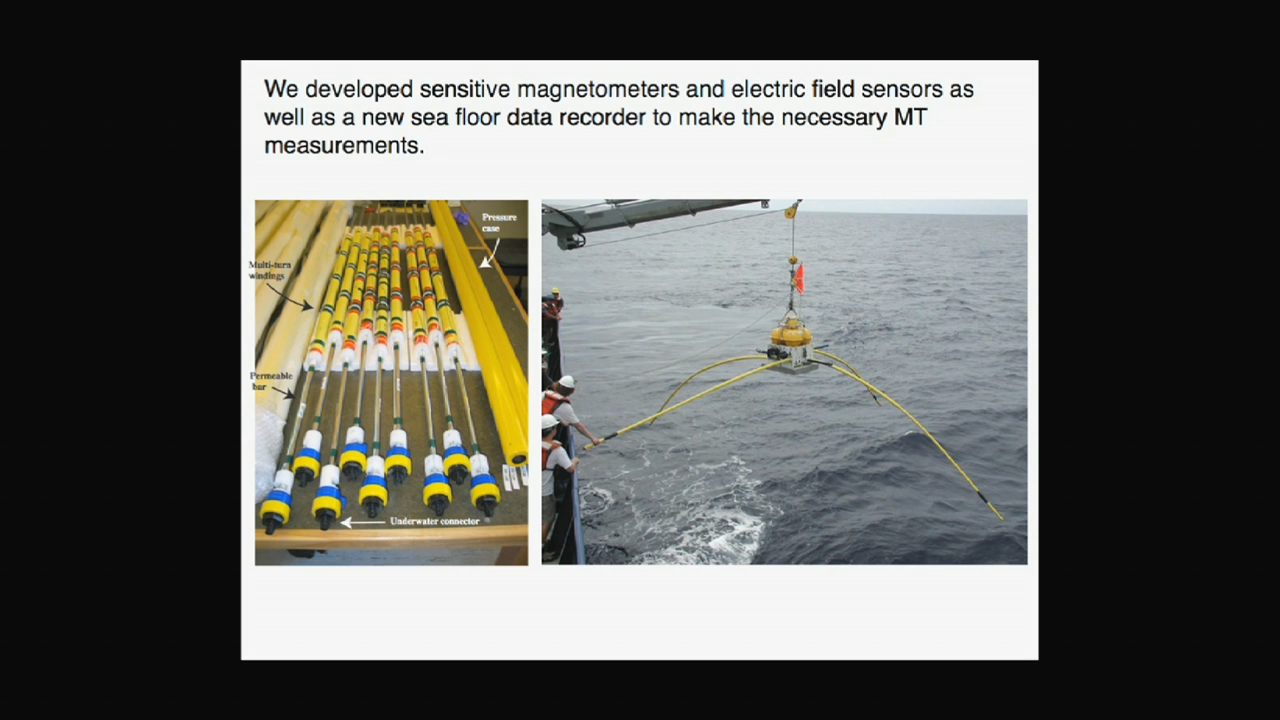 We developed sensitive magnetometers and electric field sensors as
well as a new sea floor data recorder to make the necessary MT
measurements.
Pressure
case
Multi-turn
windings
Permeable
bar
Underwater connector